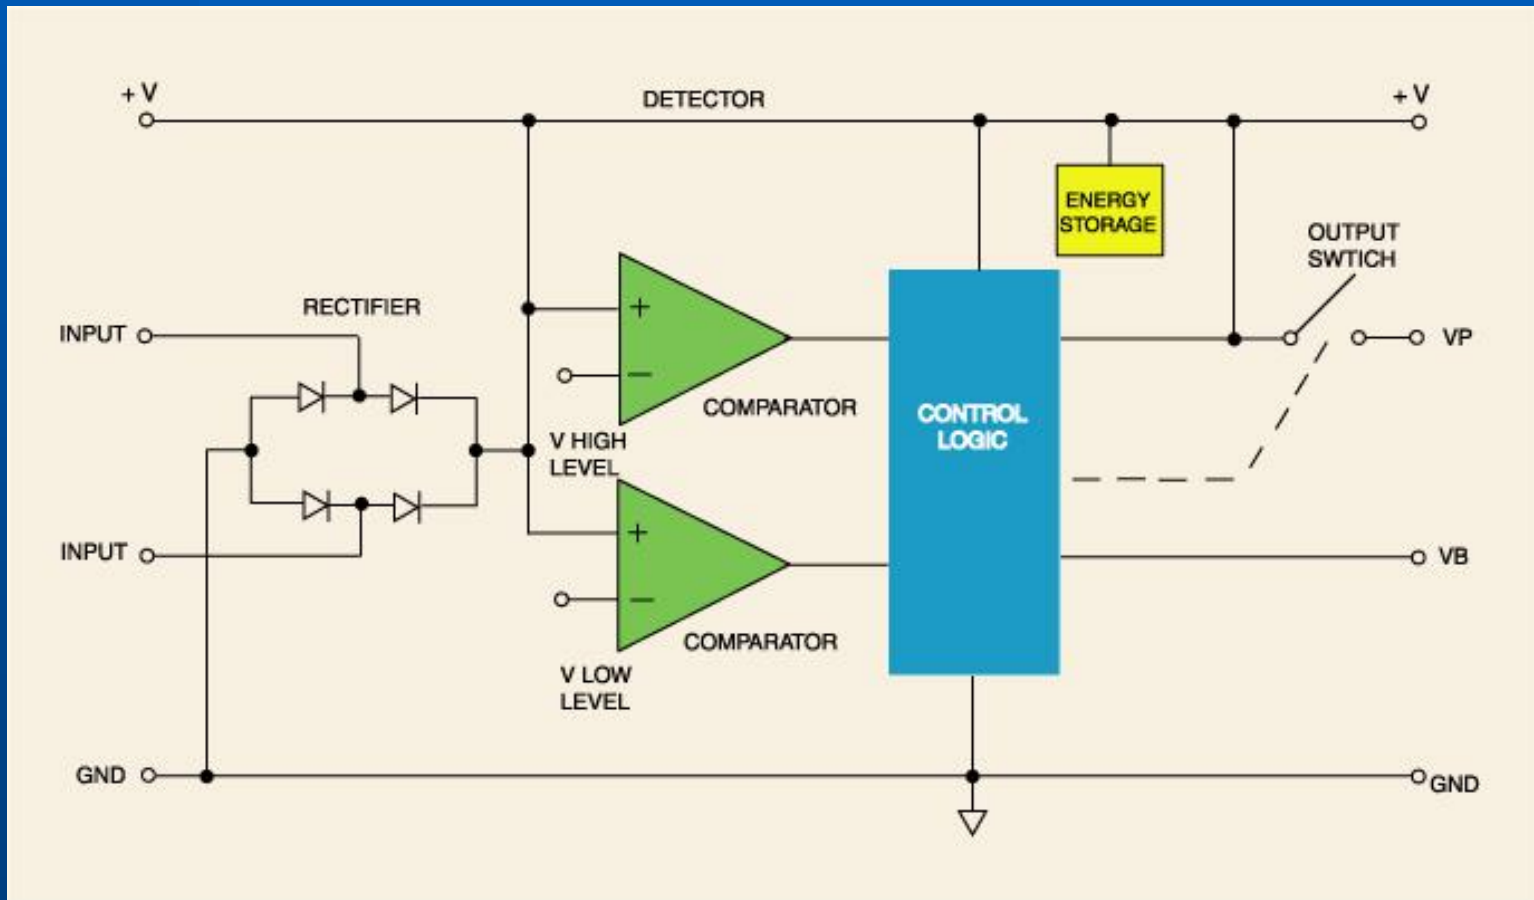 + V
DETECTOR
+ V
ENERGY
STORAGE
OUTPUT
SWTICH
RECTIFIER
INPUT
+
VP
−
COMPARATOR
CONTROL
LOGIC
V HIGH
LEVEL
+
INPUT
VB
−
COMPARATOR
V LOW
LEVEL
GND
GND